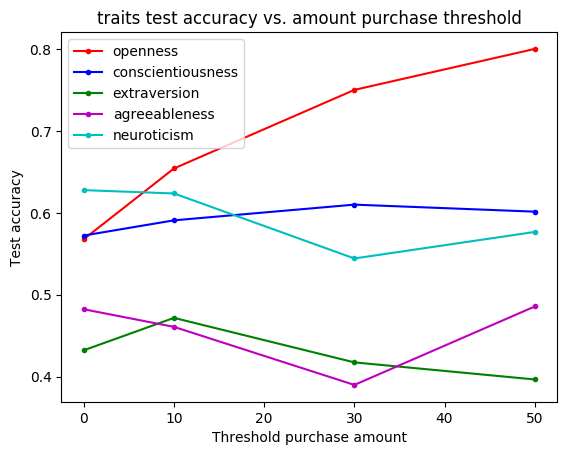 traits test accuracy vs. amount purchase threshold
openness
conscientiousness
extraversion
agreeableness
neuroticism
Test accuracy
0.8
0.7
0.6
0.5
0.4
0
10
20
30
40
50
Threshold purchase amount